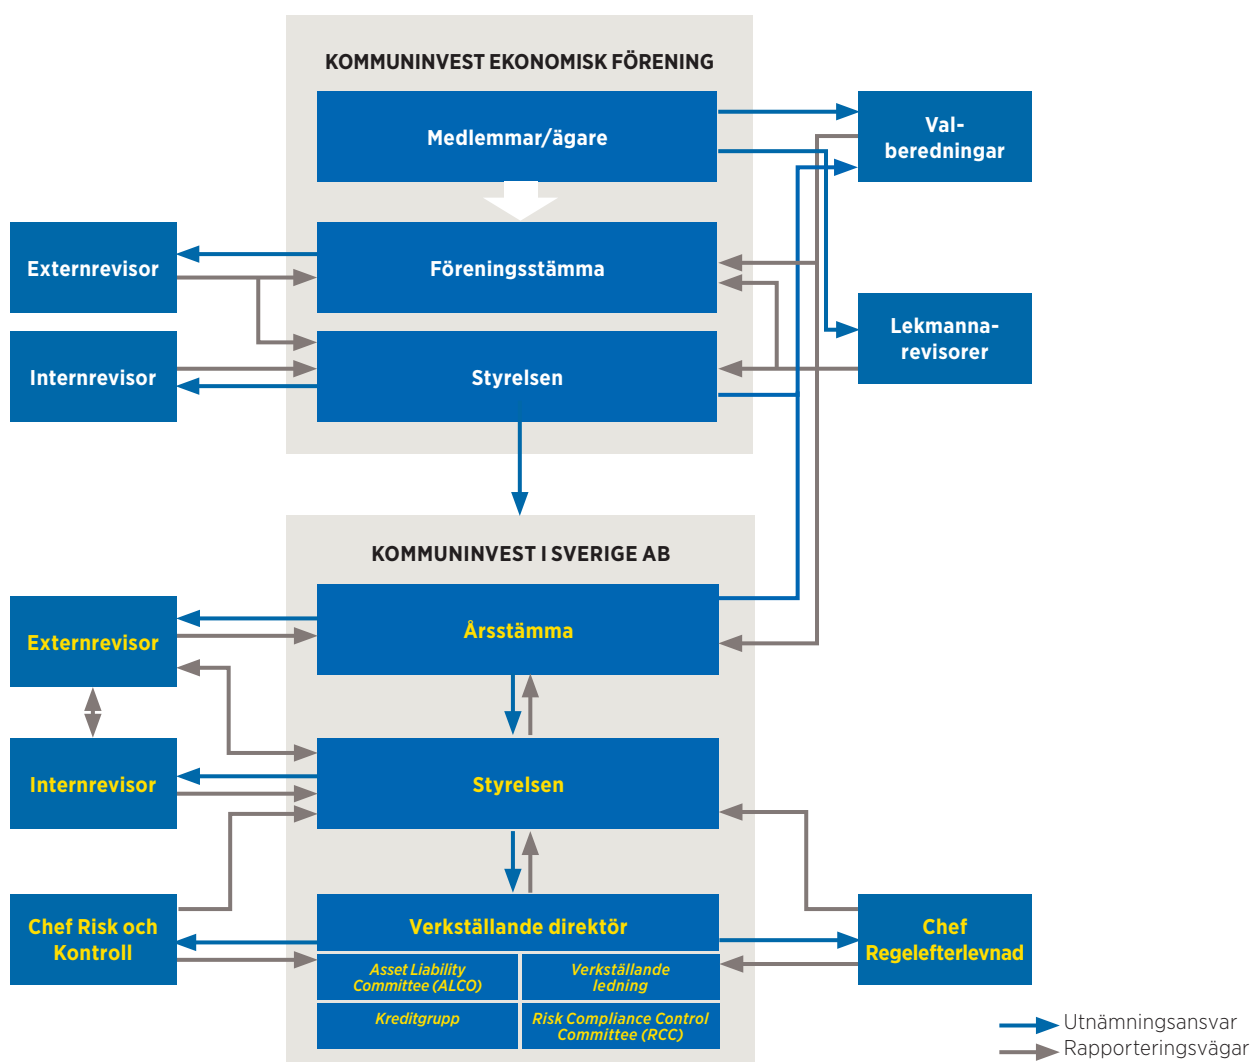 KOMMUNINVEST EKONOMISK FÖRENING
Medlemmar/ägare
Val-
beredningar
Externrevisor
Föreningsstämma
Lekmanna-
revisorer
Internrevisor
Styrelsen
KOMMUNINVEST I SVERIGE AB
Externrevisor
Årsstämma
Internrevisor
Styrelsen
Chef Risk och
Kontroll
Verkställande direktör
Chef
Regelefterlevnad
Asset Liability
Committee (ALCO)
Verkställande
ledning
Kreditgrupp
Risk Compliance Control
Committee (RCC)
Utnämningsansvar
Rapporteringsvägar